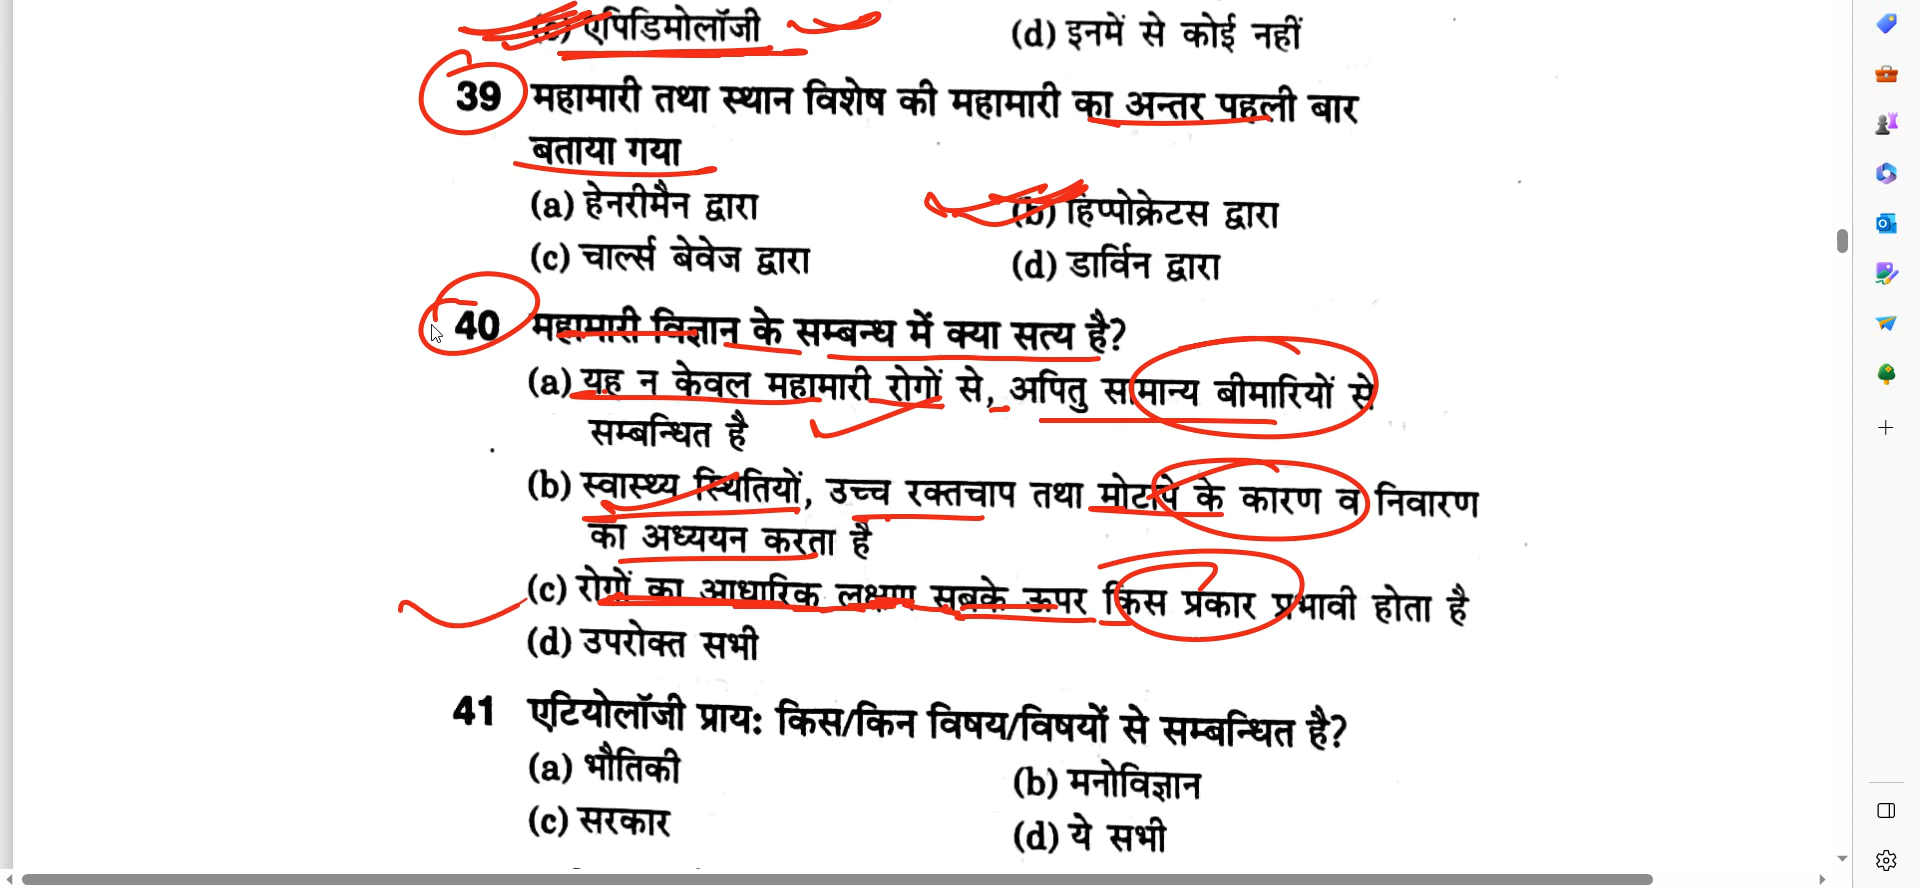 (c) एपिडिमोलॉजी (d) इनमें से कोई नहीं
39 महामारी तथा स्थान विशेष की महामारी का अन्तर पहली बार
बताया गया
(a) हेनरीमैन द्वारा (b) हिप्पोक्रेटस द्वारा
(c) चार्ल्स बेवेज द्वारा (d) डार्विन द्वारा
40 महामारी विज्ञान के सम्बन्ध में क्या सत्य है?
(a) यह न केवल महामारी रोगों से, अपितु सामान्य बीमारियों से
सम्बन्धित है
(b) स्वास्थ्य स्थितियों, उच्च रक्तचाप तथा मोटापे के कारण व निवारण
का अध्ययन करता है
(c) रोगों का आधारिक लक्षण सबके ऊपर किस प्रकार प्रभावी होता है
(d) उपरोक्त सभी
41 एटियोलॉजी प्रायः किस/किन विषय/विषयों से सम्बन्धित है?
(a) भौतिकी (b) मनोविज्ञान
(c) सरकार (d) ये सभी